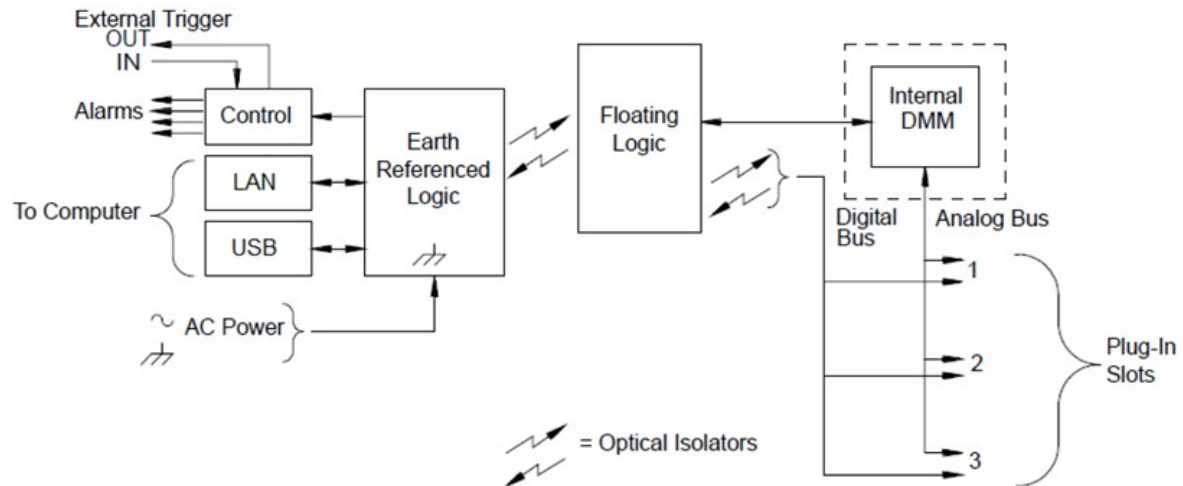 External Trigger
OUT
IN
Alarms
Control
LAN
To Computer
USB
AC Power
Earth
Referenced
Logic
Floating
Logic
Internal
DMM
Digital
Bus
Analog Bus
1
2
3
Plug-In
Slots
= Optical Isolators